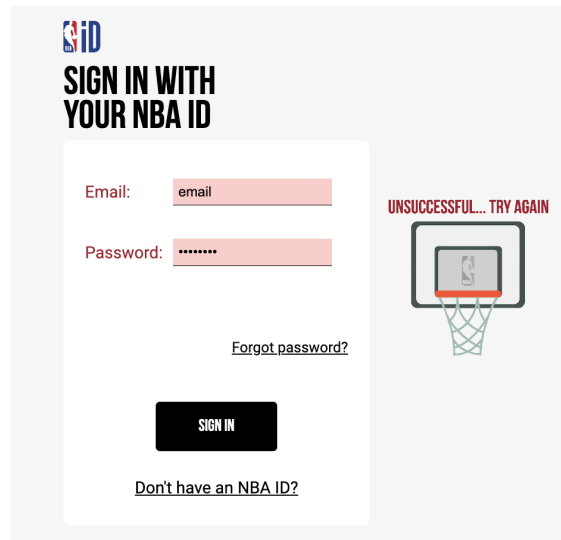 iD
SIGN IN WITH
YOUR NBA ID
Email: email
Password: ••••••••
UNSUCCESSFUL... TRY AGAIN
Forgot password?
SIGN IN
Don't have an NBA ID?